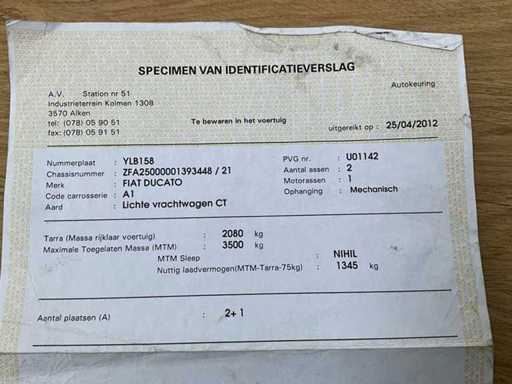 SPECIMEN VAN IDENTIFICATIEVERSLAG
Autokeuring
A.V. Station nr 51
Industrieterrein Kolmen 1308
3570 Alken
tel: (078) 05 90 51
fax: (078) 05 91 51
Te bewaren in het voertuig
uitgereikt op : 25/04/2012
Nummerplaat : YLB158
Chassisnummer : ZFA25000001393448 / 21
Merk : FIAT DUCATO
Code carrosserie : A1
Aard : Lichte vrachtwagen CT
PVG nr. : U01142
Aantal assen : 2
Motorassen : 1
Ophanging : Mechanisch
Tarra (Massa rijklaar voertuig) : 2080 kg
Maximale Toegelaten Massa (MTM) : 3500 kg
MTM Sleep : NIHIL
Nuttig laadvermogen(MTM-Tarra-75kg) : 1345 kg
Aantal plaatsen (A) : 2+ 1